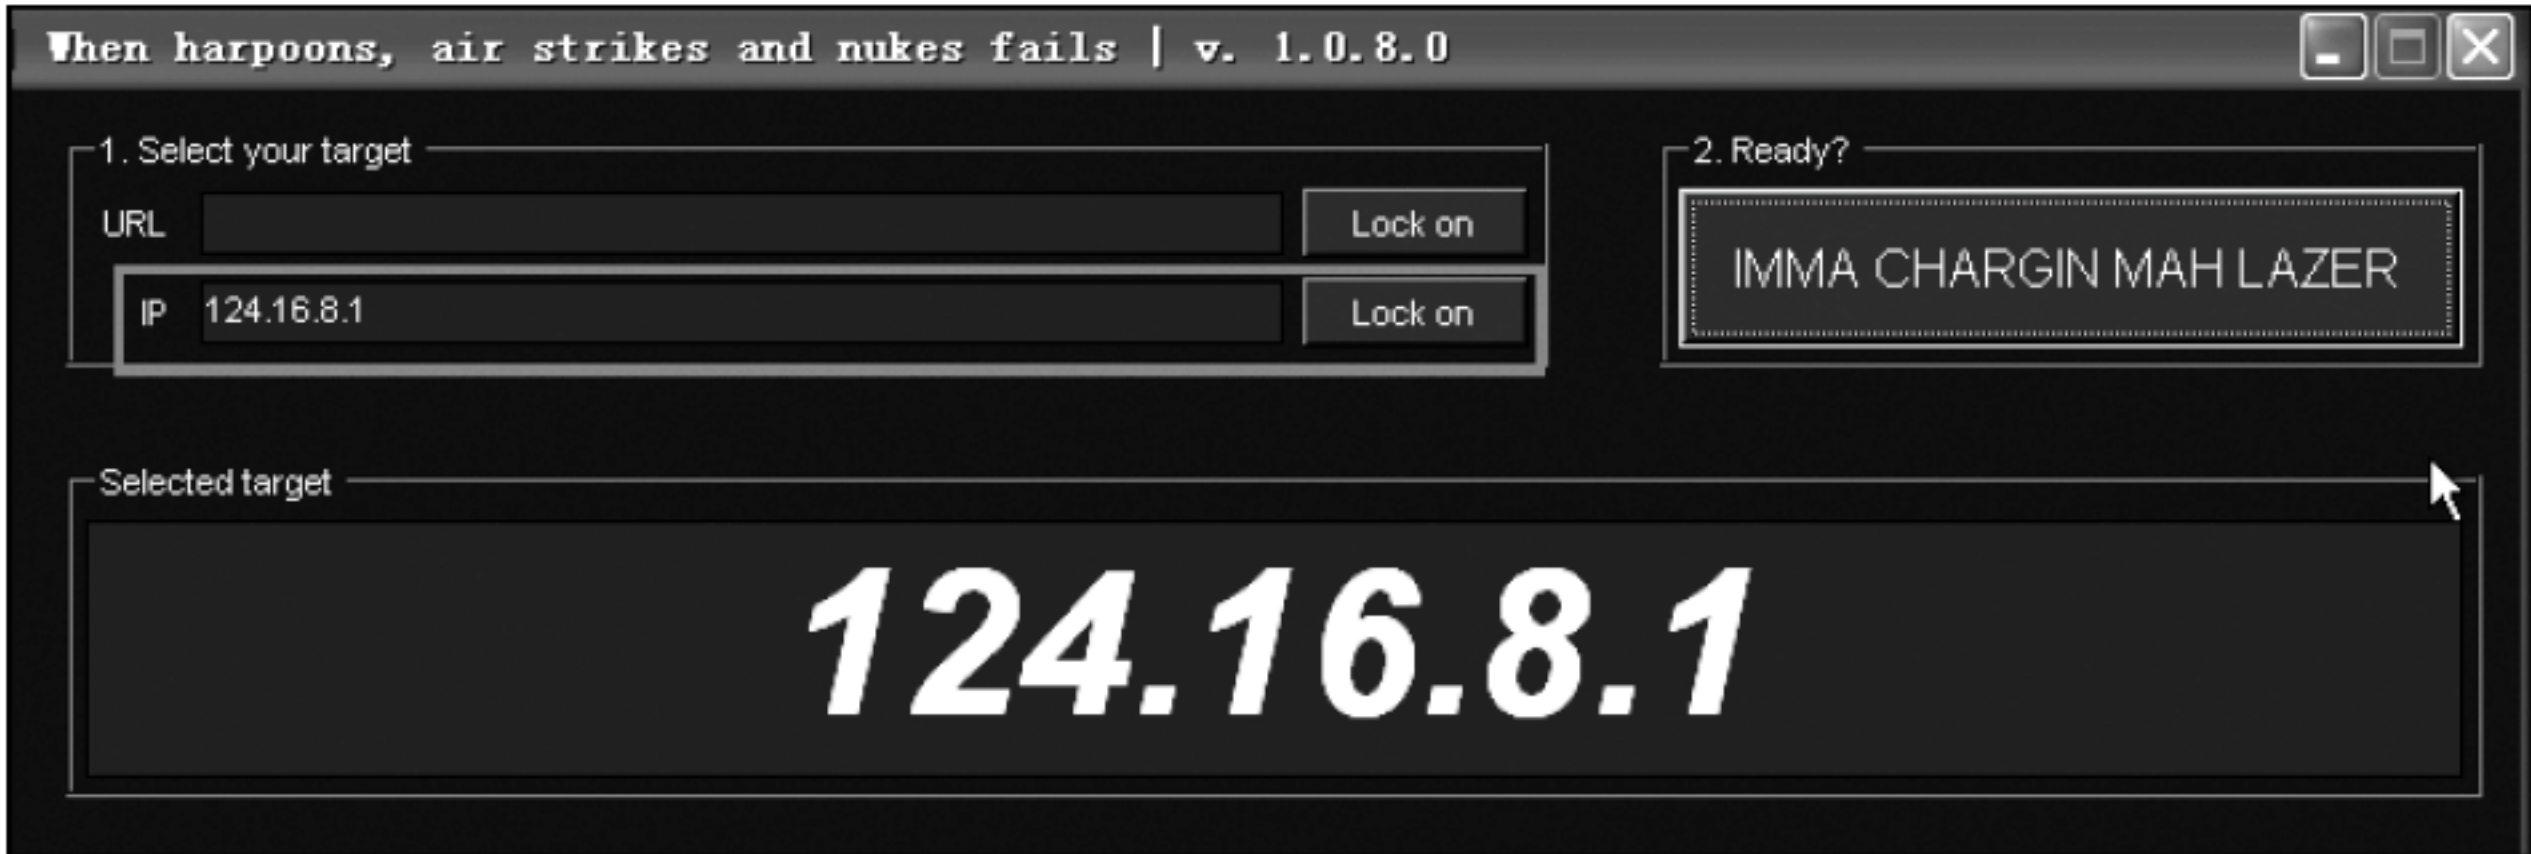 When harpoons, air strikes and nukes fails | v. 1.0.8.0
1. Select your target
URL
Lock on
IP 124.16.8.1
Lock on
2. Ready?
IMMA CHARGIN MAH LAZER
Selected target
124.16.8.1